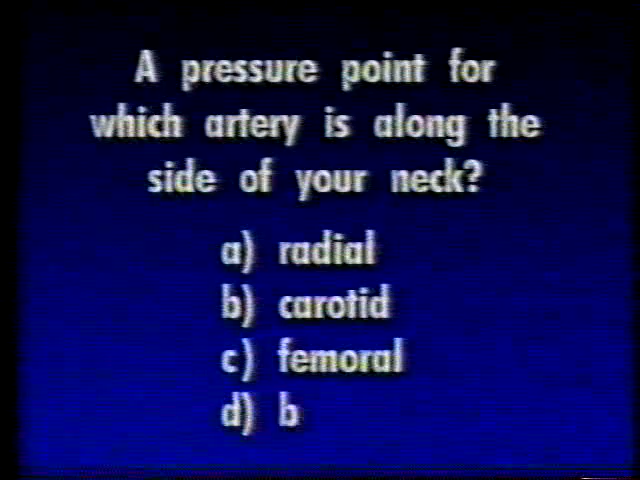 A pressure point for
which artery is along the
side of your neck?
a) radial
b) carotid
c) femoral
d) b